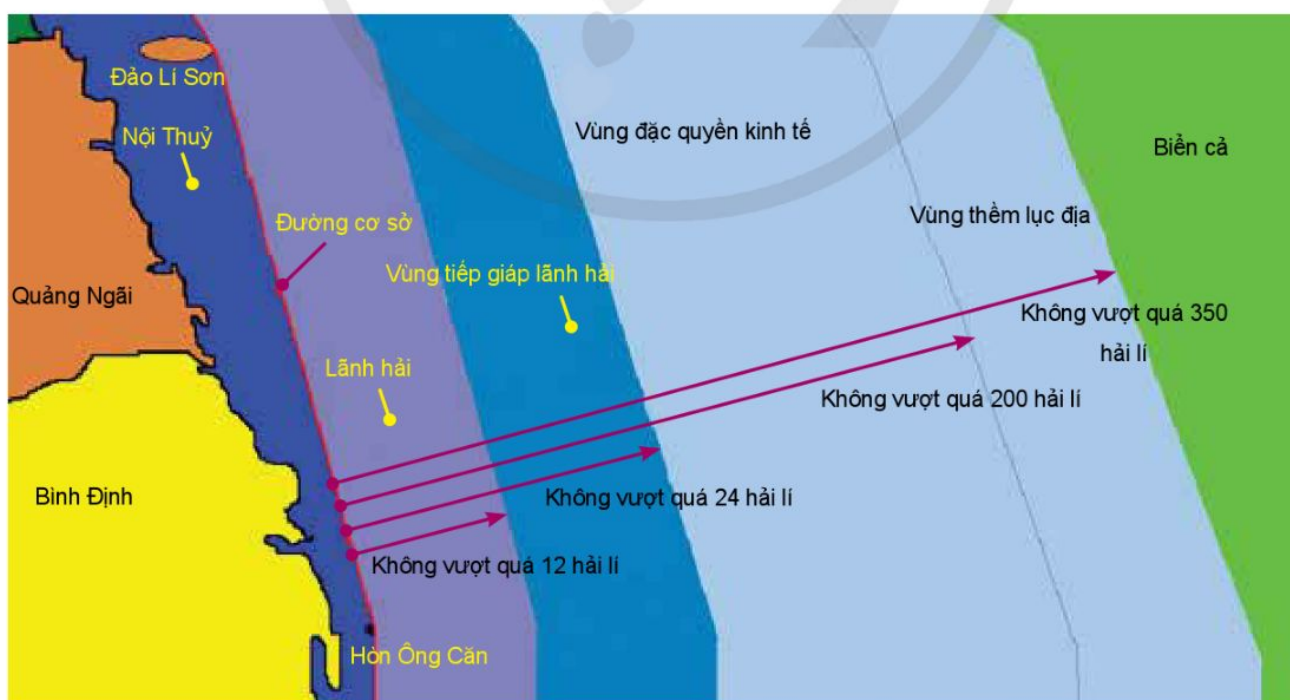 Đảo Lí Sơn
Nội Thuỷ
Vùng đặc quyền kinh tế
Biển cả
Đường cơ sở
Vùng thềm lục địa
Vùng tiếp giáp lãnh hải
Quảng Ngãi
Không vượt quá 350
hải lí
Lãnh hải
Không vượt quá 200 hải lí
Bình Định
Không vượt quá 24 hải lí
Không vượt quá 12 hải lí
Hòn Ông Căn